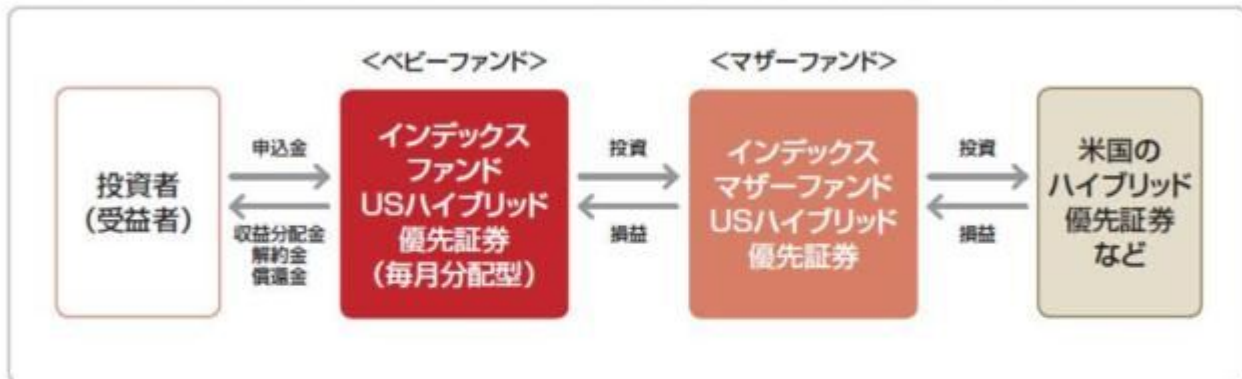 <ベビーファンド>
<マザーファンド>
投資者
(受益者)
申込金
収益分配金
解約金
償還金
インデックス
ファンド
USハイブリッド
優先証券
(毎月分配型)
投資
損益
インデックス
マザーファンド
USハイブリッド
優先証券
投資
損益
米国の
ハイブリッド
優先証券
など